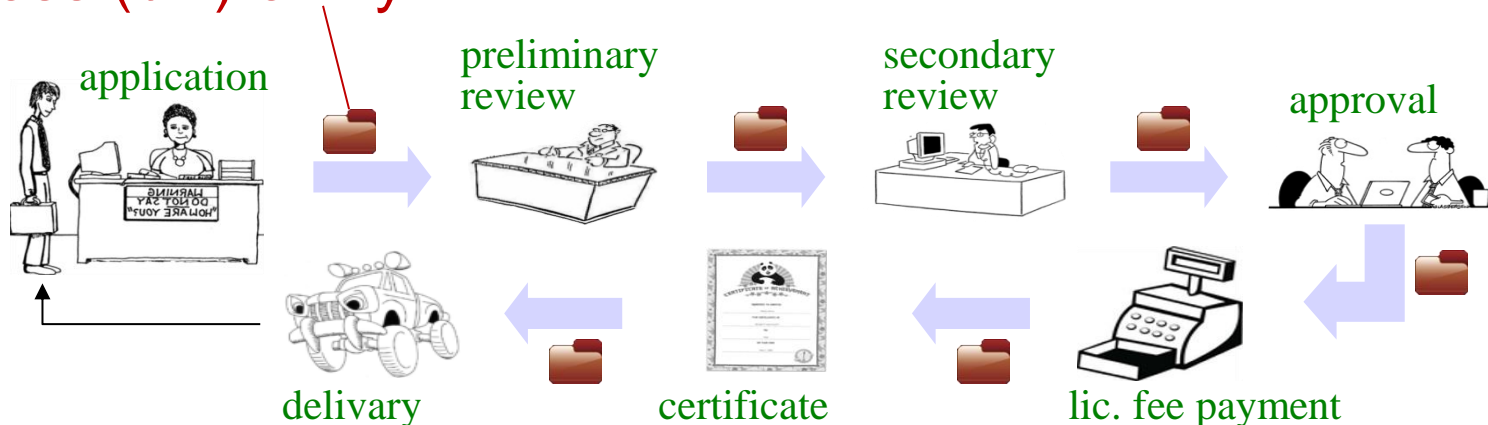 application
preliminary
review
secondary
review
approval
WARNING
DO NOT SAY
"HOW ARE YOU?"
delivary
certificate
lic. fee payment